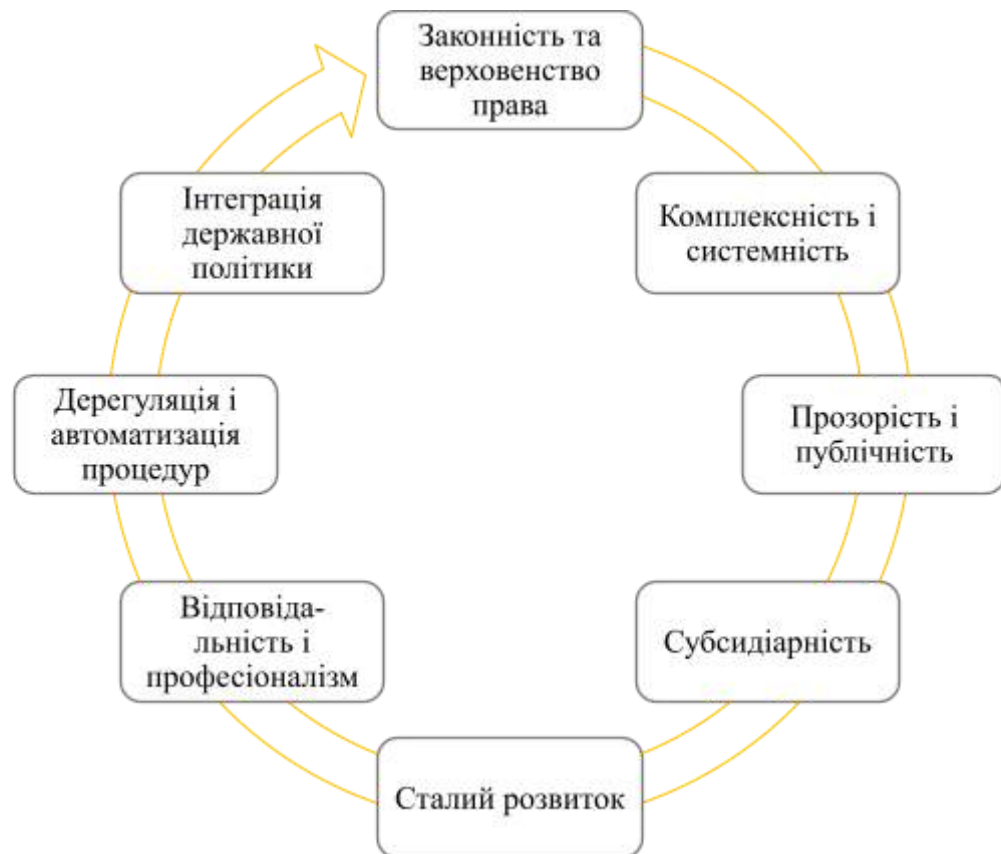 Законність та
верховенство
права
Комплексність і
системність
Прозорість і
публічність
Субсидіарність
Сталий розвиток
Відповіда-
льність і
професіоналізм
Дерегуляція і
автоматизація
процедур
Інтеграція
державної
політики